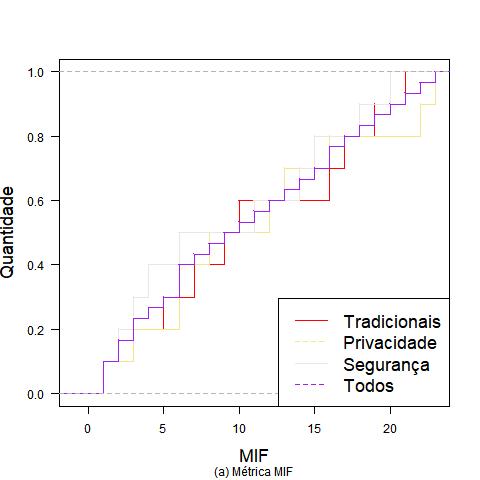 Quantidade
1.0
0.8
0.6
0.4
0.2
0.0
Tradicionais
Privacidade
Segurança
Todos
0 5 10 15 20
MIF
(a) Métrica MIF